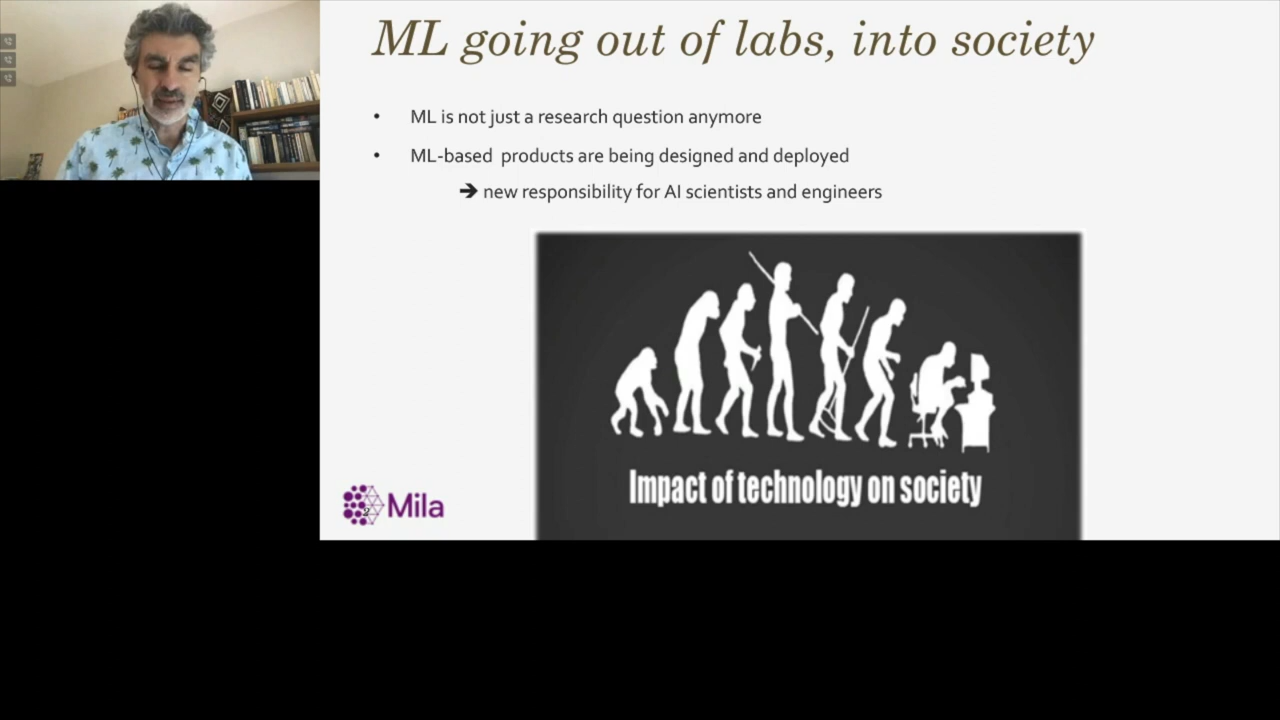 ML going out of labs, into society
• ML is not just a research question anymore
• ML-based products are being designed and deployed
➔ new responsibility for AI scientists and engineers
Impact of technology on society
Mila
2